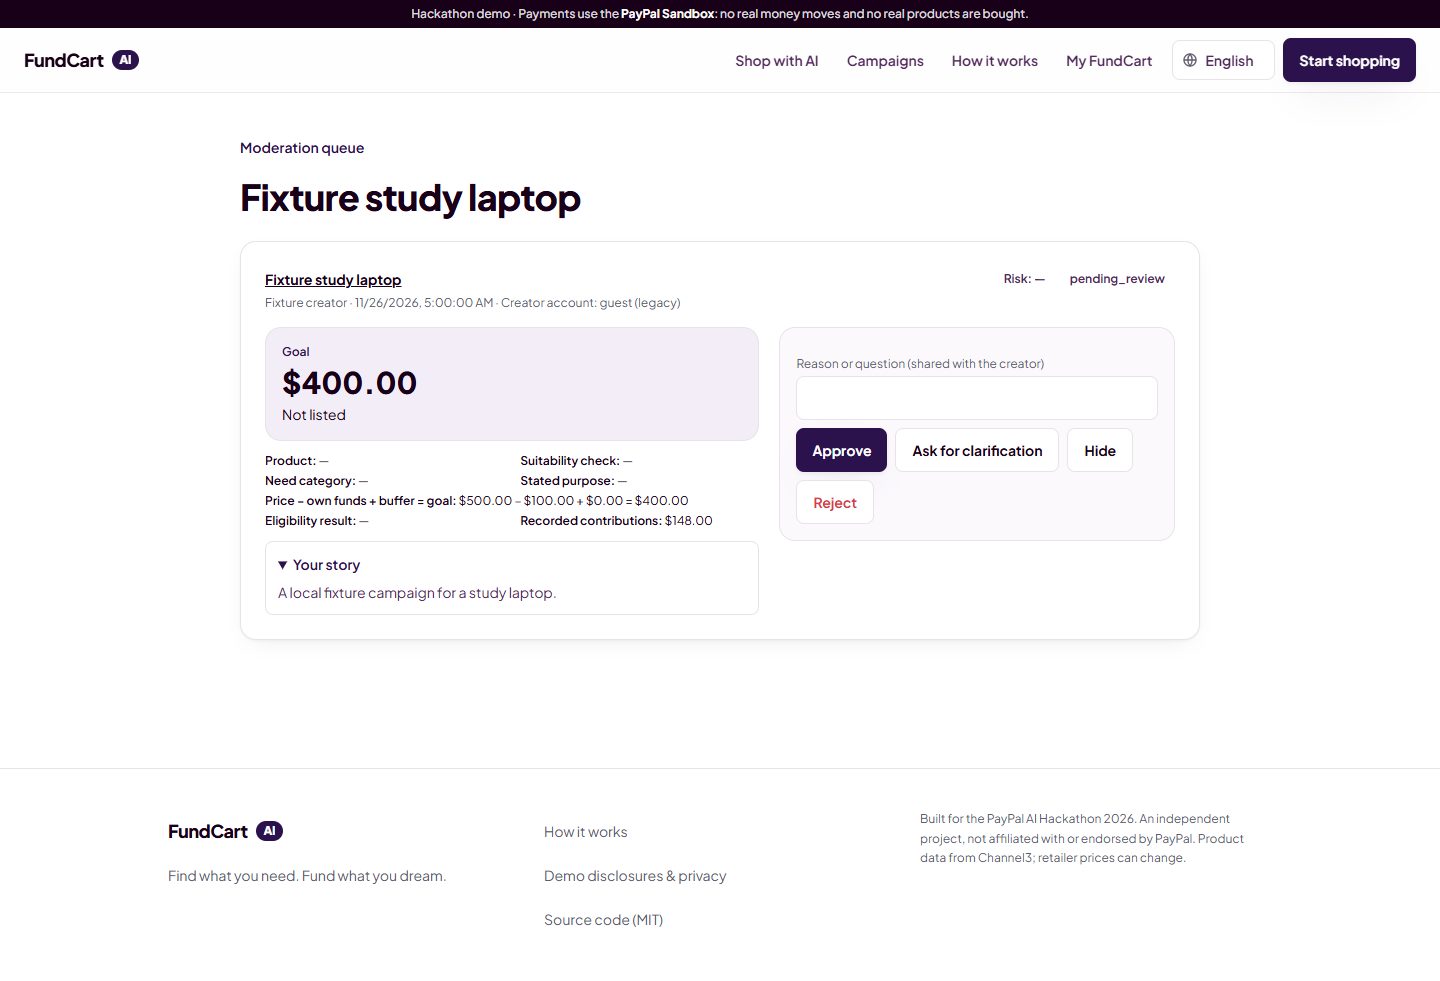 Hackathon demo · Payments use the PayPal Sandbox: no real money moves and no real products are bought.
FundCart AI
Shop with AI
Campaigns
How it works
My FundCart
English
Start shopping
Moderation queue
Fixture study laptop
Fixture study laptop
Risk: —
pending_review
Fixture creator · 11/26/2026, 5:00:00 AM · Creator account: guest (legacy)
Goal
$400.00
Not listed
Product: —
Suitability check: —
Need category: —
Stated purpose: —
Price − own funds + buffer = goal: $500.00 − $100.00 + $0.00 = $400.00
Eligibility result: —
Recorded contributions: $148.00
▼ Your story
A local fixture campaign for a study laptop.
Reason or question (shared with the creator)
Approve
Ask for clarification
Hide
Reject
FundCart AI
Find what you need. Fund what you dream.
How it works
Demo disclosures & privacy
Source code (MIT)
Built for the PayPal AI Hackathon 2026. An independent
project, not affiliated with or endorsed by PayPal. Product
data from Channel3; retailer prices can change.